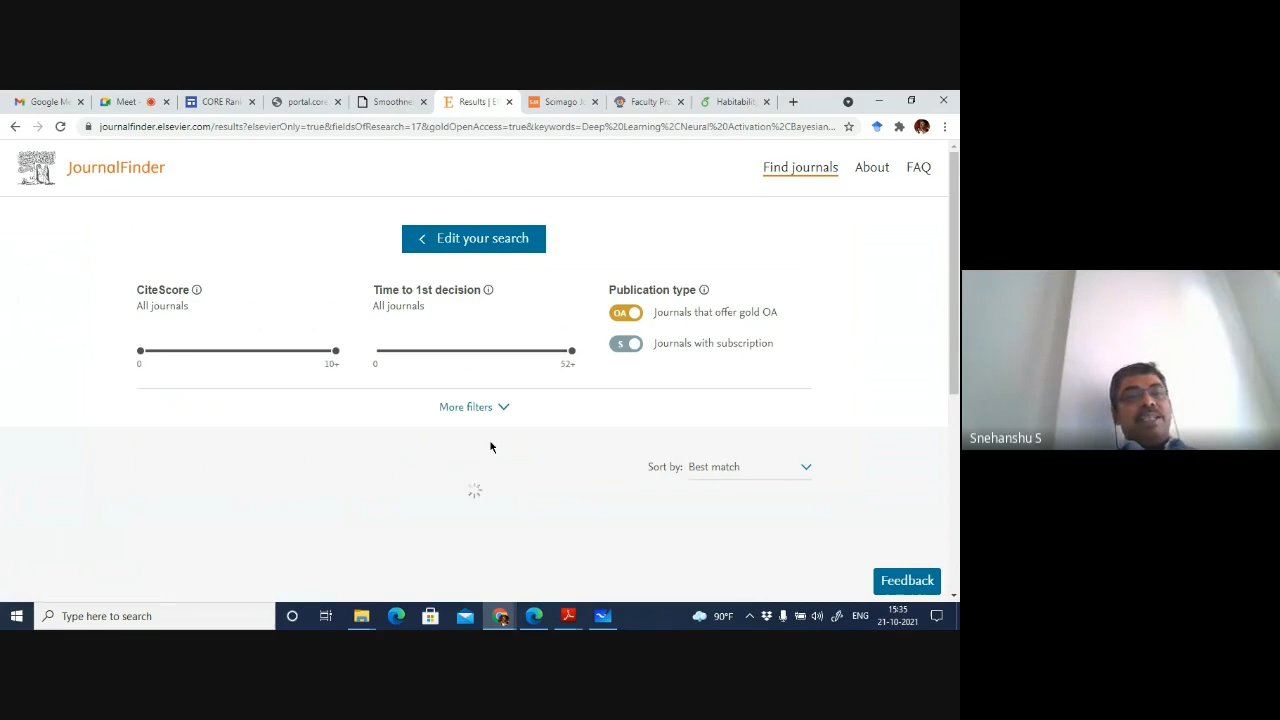 Google M
Meet -
CORE Ran
portal.core
Smoothne
Results | E
Scimago Jo
Faculty Pro
Habitabili
journalfinder.elsevier.com/results?elsevierOnly=true&fieldsOfResearch=17&goldOpenAccess=true&keywords=Deep%20Learning%2CNeural%20Activation%2CBayesian...
JournalFinder
Find journals
About
FAQ
Edit your search
CiteScore
All journals
0
10+
Time to 1st decision
All journals
0
52+
Publication type
OA
Journals that offer gold OA
S
Journals with subscription
More filters
Sort by: Best match
Feedback
Snehanshu S
Type here to search
90°F
ENG
15:35
21-10-2021